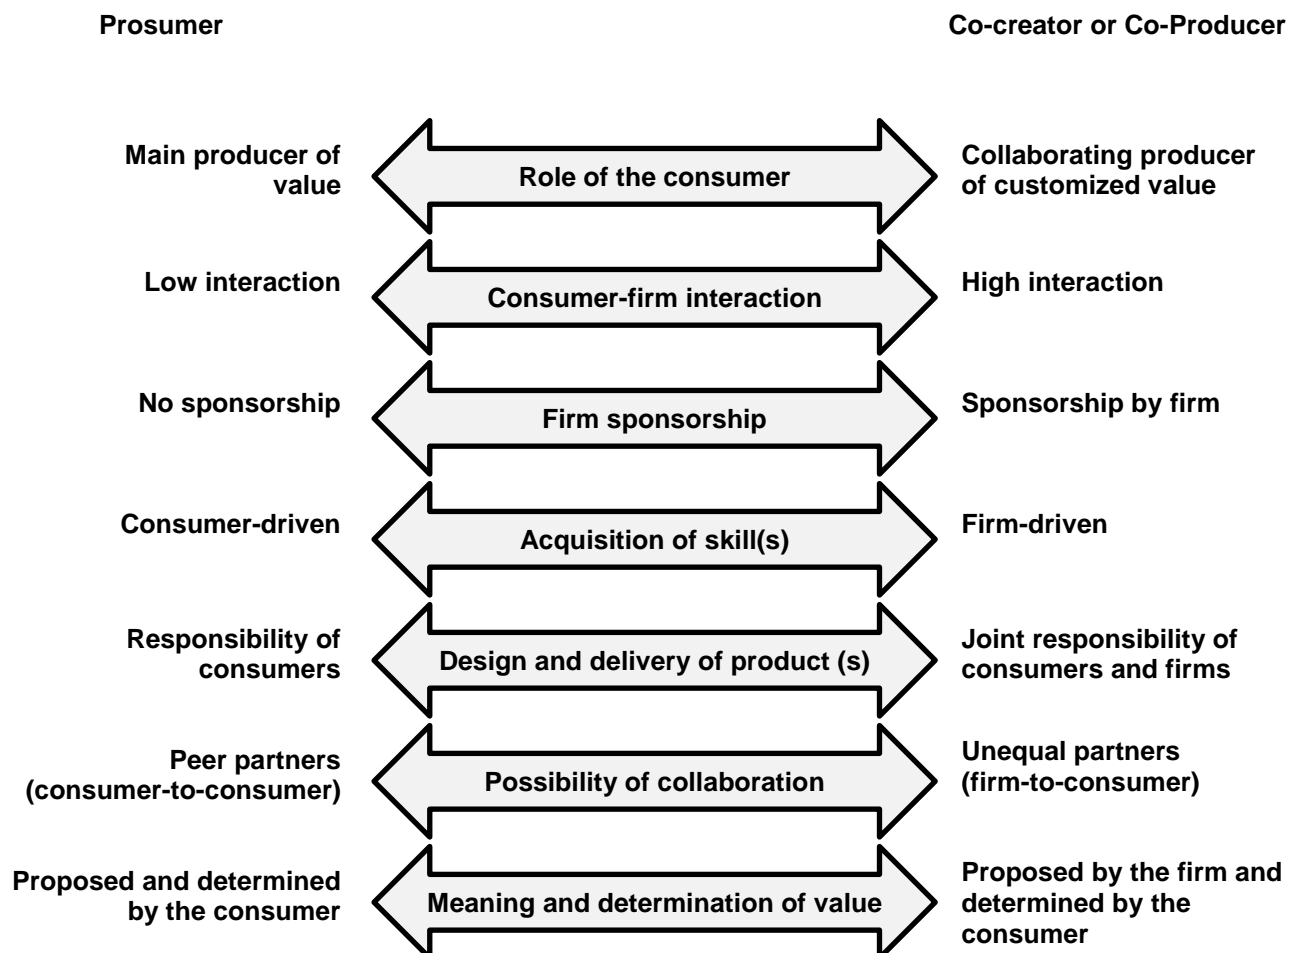 Prosumer
Co-creator or Co-Producer
Main producer of
value
Role of the consumer
Collaborating producer
of customized value
Low interaction
Consumer-firm interaction
High interaction
No sponsorship
Firm sponsorship
Sponsorship by firm
Consumer-driven
Acquisition of skill(s)
Firm-driven
Responsibility of
consumers
Design and delivery of product (s)
Joint responsibility of
consumers and firms
Peer partners
(consumer-to-consumer)
Possibility of collaboration
Unequal partners
(firm-to-consumer)
Proposed and determined
by the consumer
Meaning and determination of value
Proposed by the firm and
determined by the
consumer